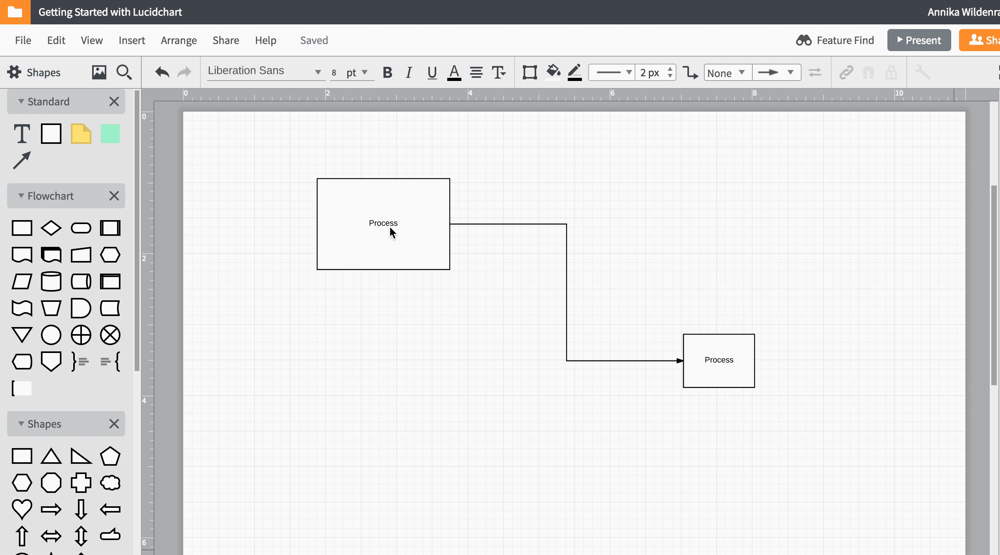 Getting Started with Lucidchart
File Edit View Insert Arrange Share Help Saved
Feature Find Present
Shapes
Liberation Sans 8 pt B I U A T 2 px None
0 2 4 6 8 10
Standard
T
Flowchart
Shapes
0
2
4
6
Process
Process
Annika